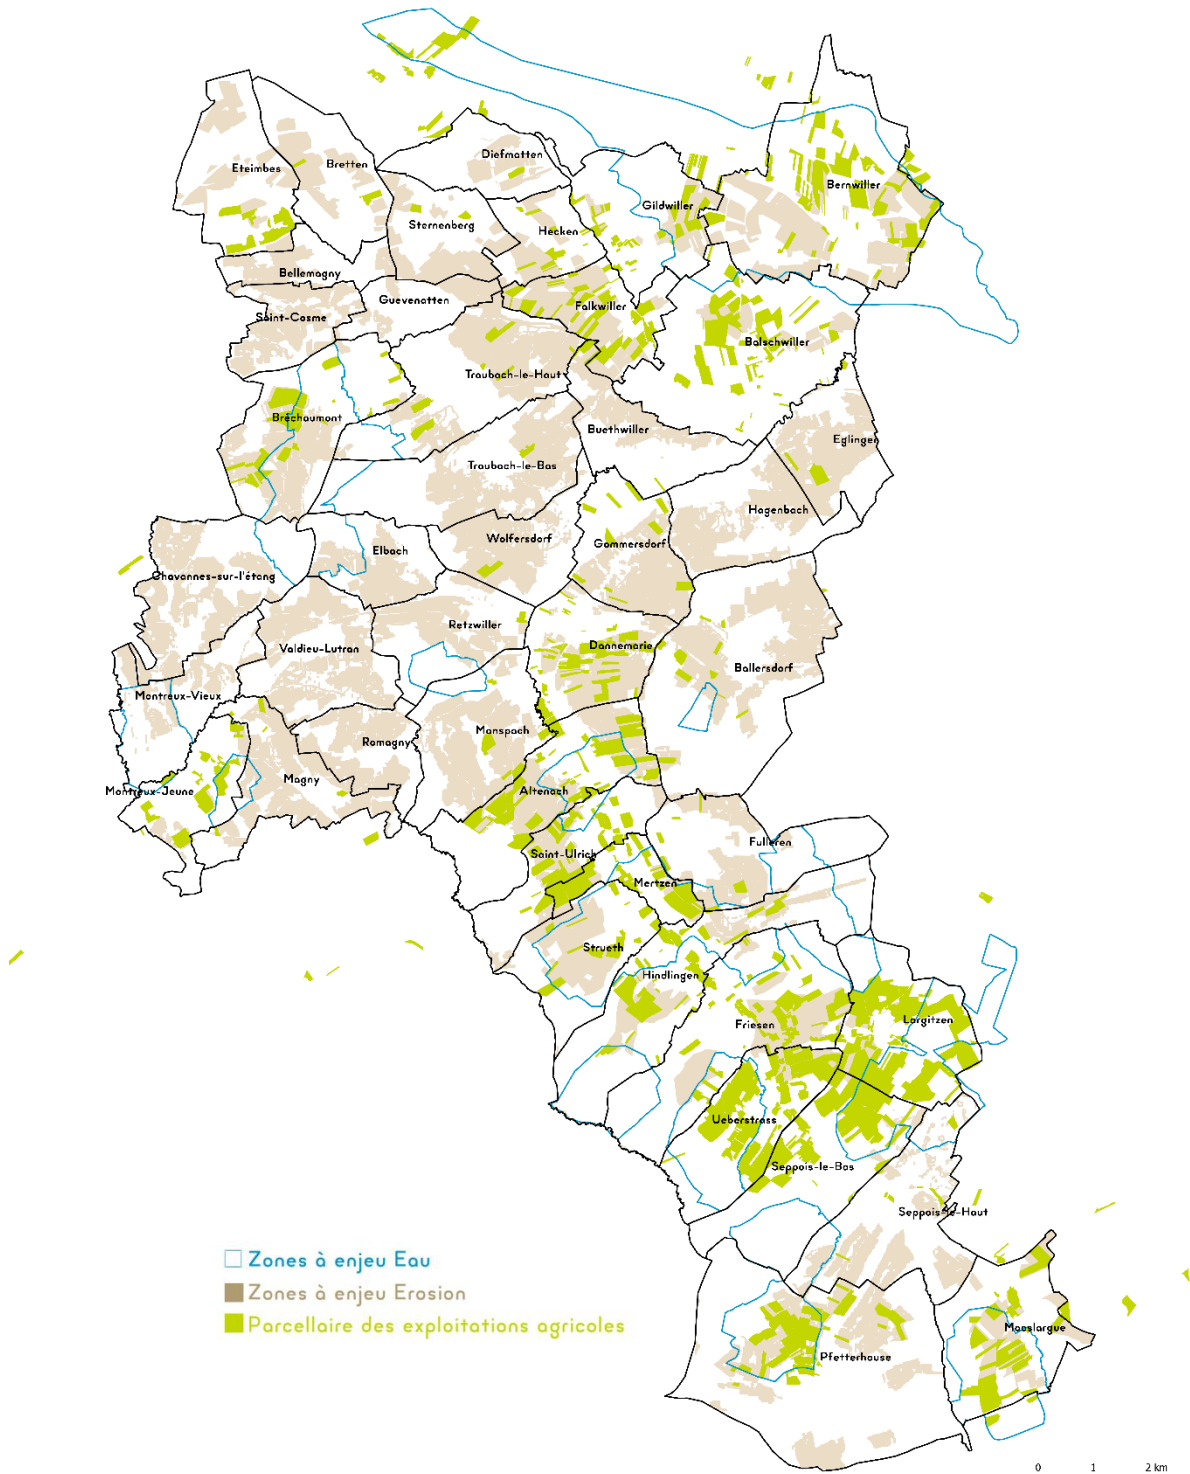 Eteimbes
Bretten
Diefmatten
Bernwiller
Gildwiller
Sternenberg
Hecken
Bellemagny
Guevenatten
Falkwiller
Saint-Cosme
Balschwiller
Traubach-le-Haut
Bréchaumont
Buethwiller
Eglingen
Traubach-le-Bas
Hagenbach
Wolfersdorf
Gommersdorf
Elbach
Chavannes-sur-l'étang
Retzwiller
Dannemarie
Valdieu-Lutran
Ballersdorf
Montreux-Vieux
Manspach
Romagny
Magny
Montreux-Jeune
Altenach
Fulleren
Saint-Ulrich
Mertzen
Strueth
Hindlingen
Friesen
Largitzen
Ueberstrass
Seppois-le-Bas
Seppois-le-Haut
Zones à enjeu Eau
Zones à enjeu Erosion
Parcellaire des exploitations agricoles
Mooslargue
Pfetterhouse
0 1 2 km